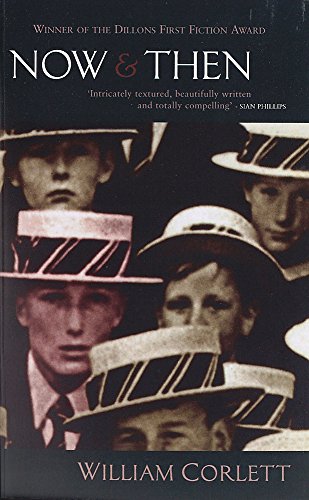 WINNER OF THE DILLONS FIRST FICTION AWARD
NOW & THEN
'Intricately textured, beautifully written
and totally compelling' - SIAN PHILLIPS
WILLIAM CORLETT